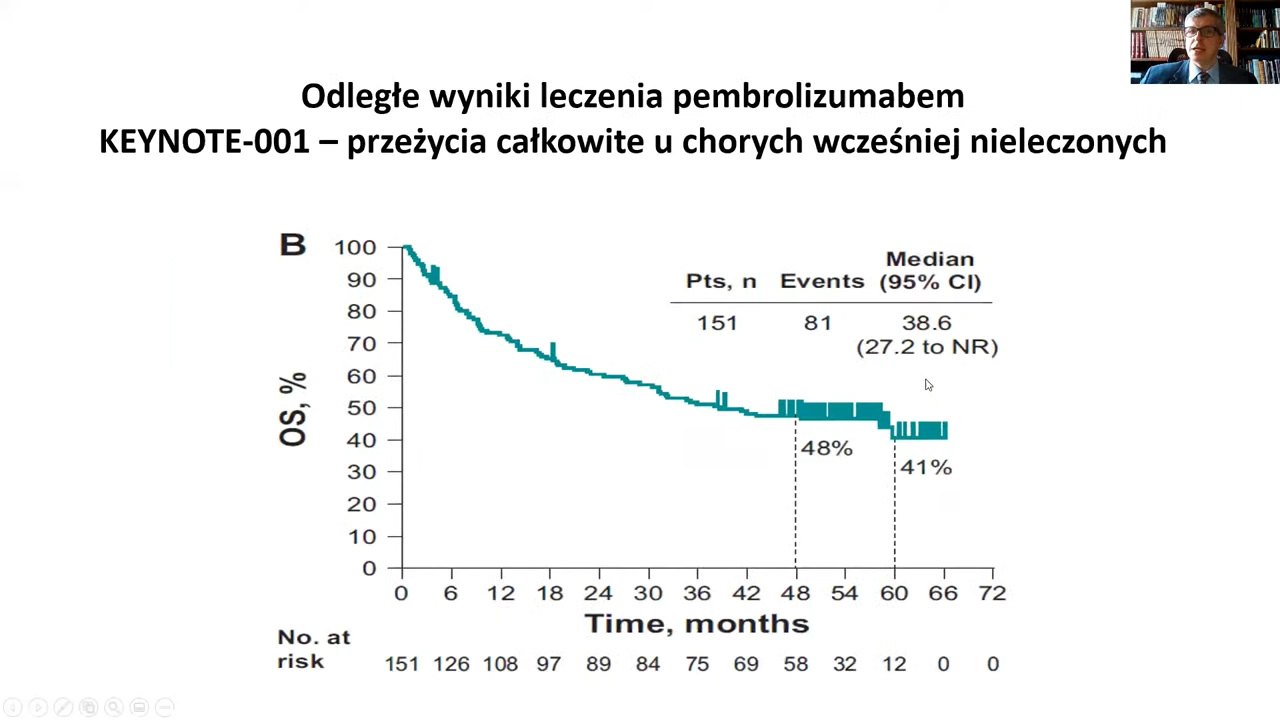 Odległe wyniki leczenia pembrolizumabem
KEYNOTE-001 – przeżycia całkowite u chorych wcześniej nieleczonych
B
OS, %
100
90
80
70
60
50
40
30
20
10
0
Pts, n Events Median (95% CI)
151 81 38.6 (27.2 to NR)
48%
41%
0 6 12 18 24 30 36 42 48 54 60 66 72
Time, months
No. at risk
151 126 108 97 89 84 75 69 58 32 12 0 0